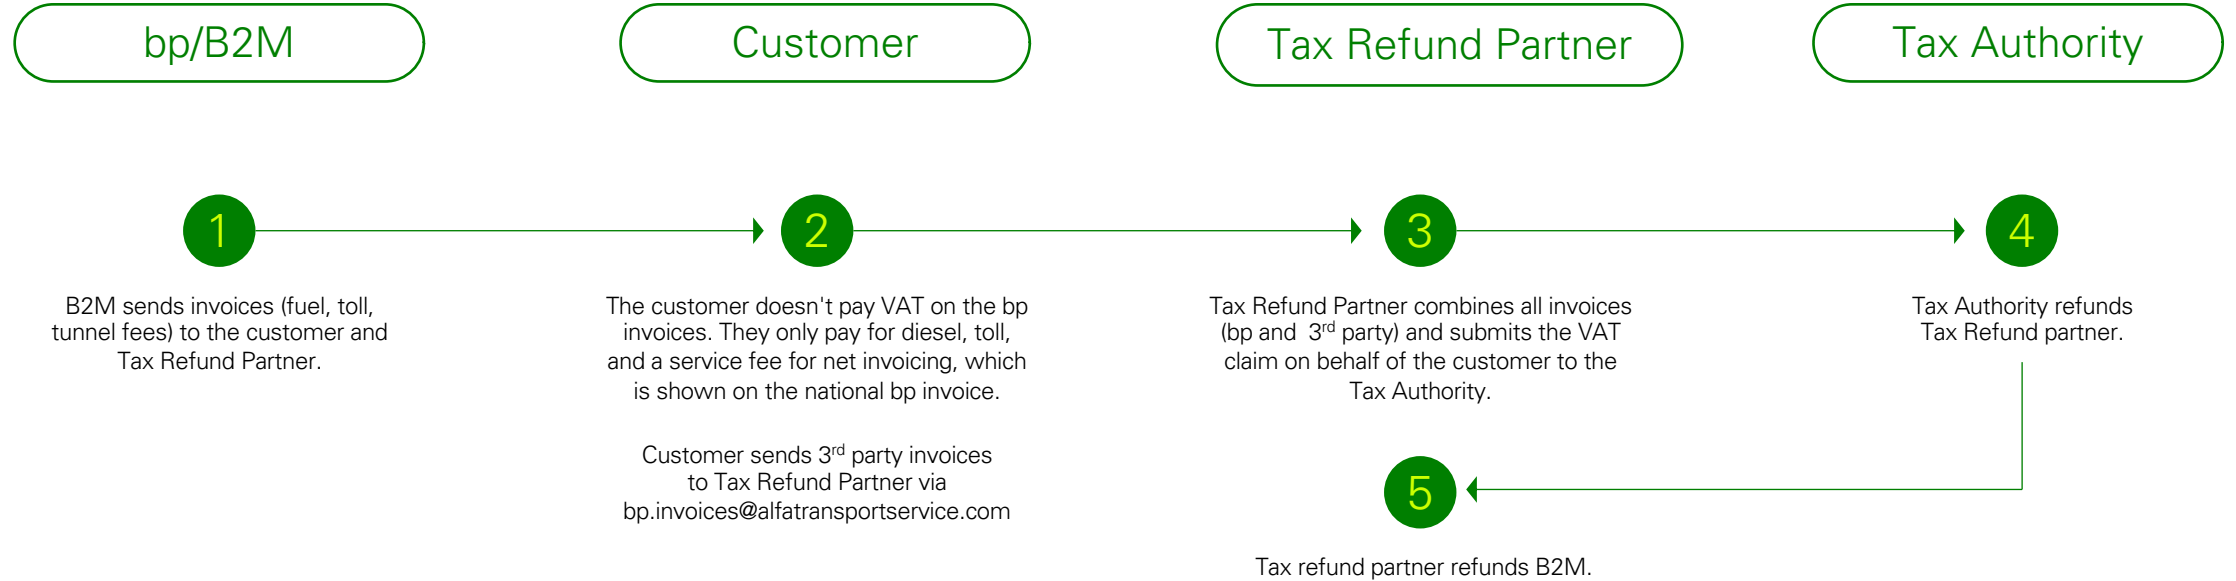 bp/B2M
Customer
Tax Refund Partner
Tax Authority
1
B2M sends invoices (fuel, toll,
tunnel fees) to the customer and
Tax Refund Partner.
2
The customer doesn't pay VAT on the bp
invoices. They only pay for diesel, toll,
and a service fee for net invoicing, which
is shown on the national bp invoice.
Customer sends 3rd party invoices
to Tax Refund Partner via
bp.invoices@alfatransportservice.com
3
Tax Refund Partner combines all invoices
(bp and 3rd party) and submits the VAT
claim on behalf of the customer to the
Tax Authority.
4
Tax Authority refunds
Tax Refund partner.
5
Tax refund partner refunds B2M.